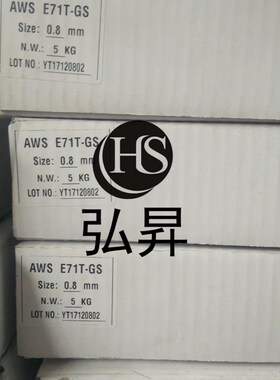 AWS E71T-GS
Size: 0.8 mm
N.W.: 5 KG
LOT NO.: YT17120802
HS
弘昇
AWS E71T-GS
Size: 0.8 mm
N.W.: 5 KG
LOT NO.: YT17120802
AWS E71T-GS
Size: 0.8 mm
N.W.: 5 KG
LOT NO.: YT17120802